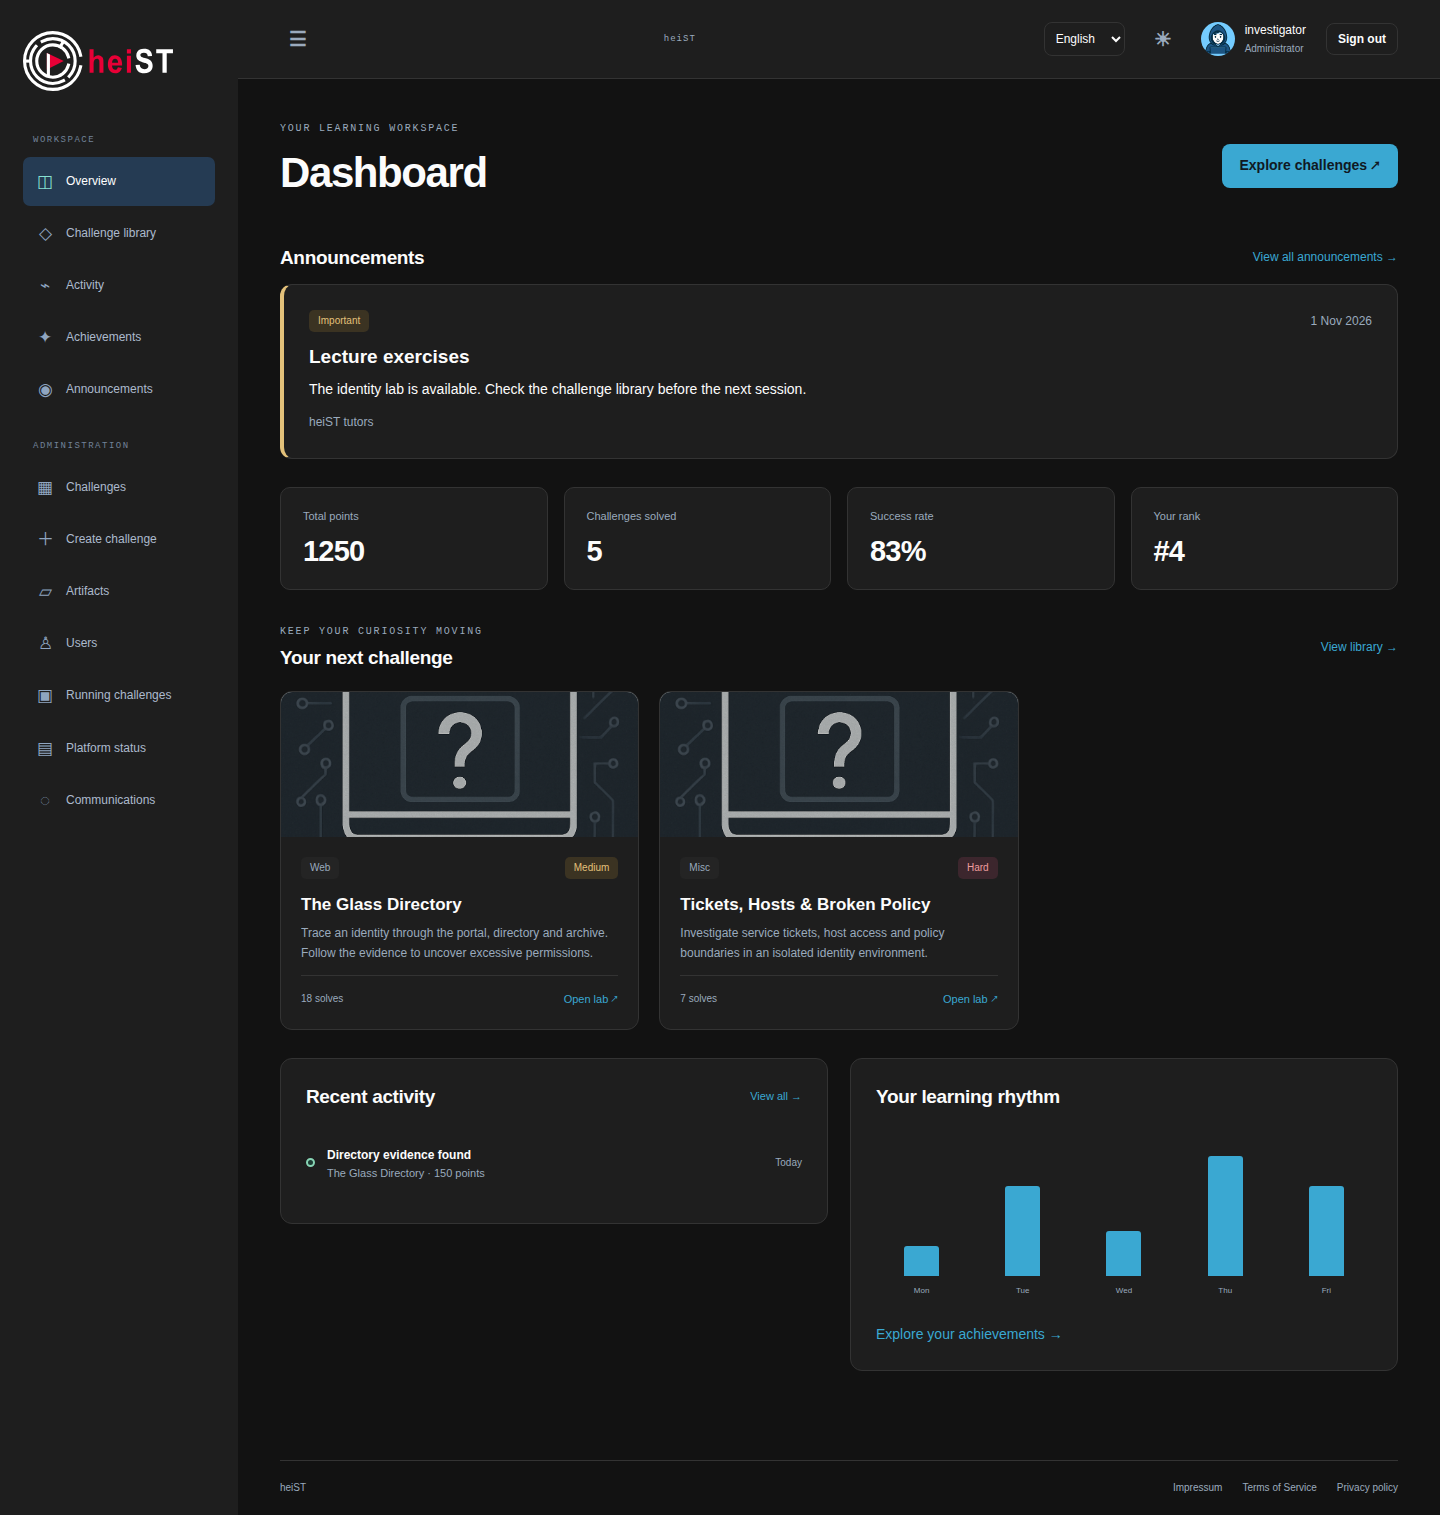 heiST
WORKSPACE
Overview
Challenge library
Activity
Achievements
Announcements
ADMINISTRATION
Challenges
Create challenge
Artifacts
Users
Running challenges
Platform status
Communications
heiST
English
investigator
Administrator
Sign out
YOUR LEARNING WORKSPACE
Dashboard
Explore challenges ↗
Announcements
View all announcements →
Important
1 Nov 2026
Lecture exercises
The identity lab is available. Check the challenge library before the next session.
heiST tutors
Total points
1250
Challenges solved
5
Success rate
83%
Your rank
#4
KEEP YOUR CURIOSITY MOVING
Your next challenge
View library →
?
Web
Medium
The Glass Directory
Trace an identity through the portal, directory and archive.
Follow the evidence to uncover excessive permissions.
18 solves
Open lab ↗
?
Misc
Hard
Tickets, Hosts & Broken Policy
Investigate service tickets, host access and policy
boundaries in an isolated identity environment.
7 solves
Open lab ↗
Recent activity
View all →
Directory evidence found
The Glass Directory · 150 points
Today
Your learning rhythm
Mon
Tue
Wed
Thu
Fri
Explore your achievements →
heiST
Impressum
Terms of Service
Privacy policy